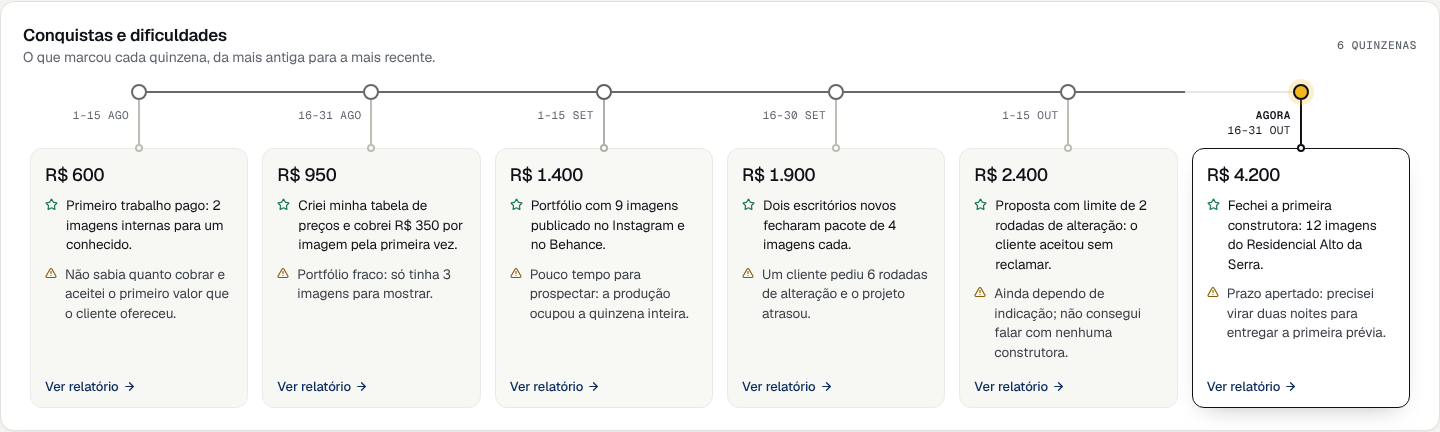 Conquistas e dificuldades
O que marcou cada quinzena, da mais antiga para a mais recente.
6 QUINZENAS
1–15 AGO
16–31 AGO
1–15 SET
16–30 SET
1–15 OUT
AGORA
16–31 OUT
R$ 600
Primeiro trabalho pago: 2
imagens internas para um
conhecido.
Não sabia quanto cobrar e
aceitei o primeiro valor que
o cliente ofereceu.
Ver relatório →
R$ 950
Criei minha tabela de
preços e cobrei R$ 350 por
imagem pela primeira vez.
Portfólio fraco: só tinha 3
imagens para mostrar.
Ver relatório →
R$ 1.400
Portfólio com 9 imagens
publicado no Instagram e
no Behance.
Pouco tempo para
prospectar: a produção
ocupou a quinzena inteira.
Ver relatório →
R$ 1.900
Dois escritórios novos
fecharam pacote de 4
imagens cada.
Um cliente pediu 6 rodadas
de alteração e o projeto
atrasou.
Ver relatório →
R$ 2.400
Proposta com limite de 2
rodadas de alteração: o
cliente aceitou sem
reclamar.
Ainda dependo de
indicação; não consegui
falar com nenhuma
construtora.
Ver relatório →
R$ 4.200
Fechei a primeira
construtora: 12 imagens
do Residencial Alto da
Serra.
Prazo apertado: precisei
virar duas noites para
entregar a primeira prévia.
Ver relatório →